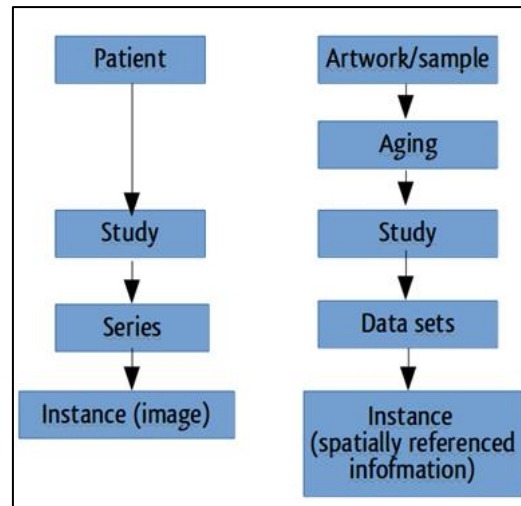 Patient
Study
Series
Instance (image)
Artwork/sample
Aging
Study
Data sets
Instance
(spatially referenced
infofmation)